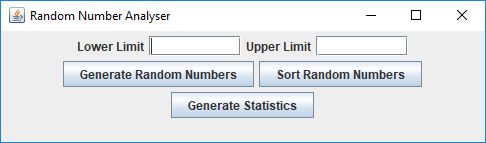 Random Number Analyser
Lower Limit Upper Limit
Generate Random Numbers Sort Random Numbers
Generate Statistics